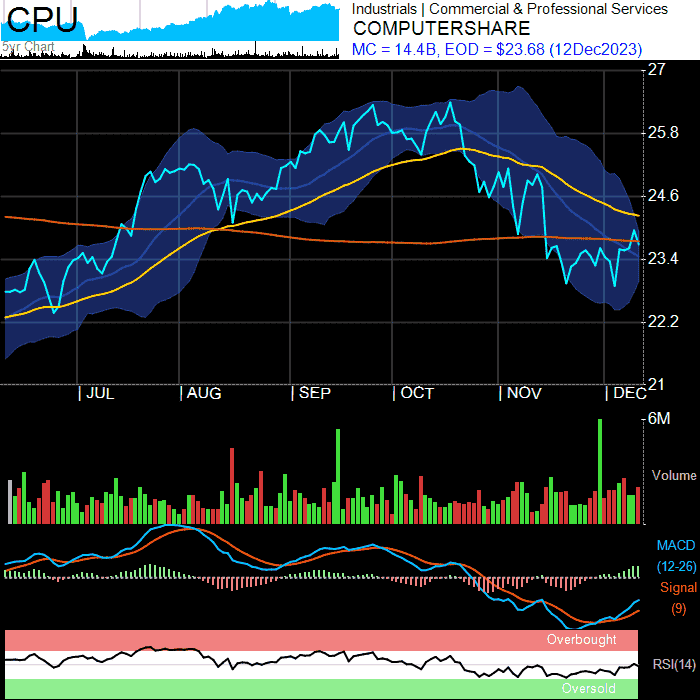 CPU
5yr Chart
Industrials | Commercial & Professional Services
COMPUTERSHARE
MC = 14.4B, EOD = $23.68 (12Dec2023)
27
25.8
24.6
23.4
22.2
21
| JUL
| AUG
| SEP
| OCT
| NOV
| DEC
6M
Volume
MACD
(12-26)
Signal
(9)
Overbought
RSI(14)
Oversold